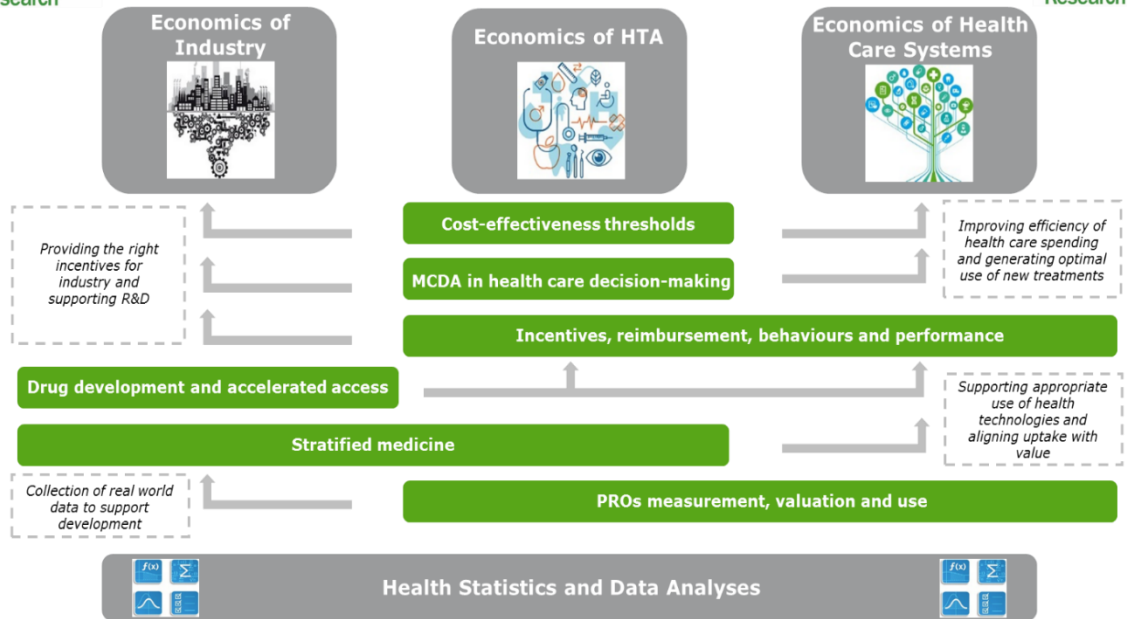 search
Research
Economics of
Industry
Economics of HTA
Economics of Health
Care Systems
Cost-effectiveness thresholds
Providing the right
incentives for
industry and
supporting R&D
Improving efficiency of
health care spending
and generating optimal
use of new treatments
MCDA in health care decision-making
Incentives, reimbursement, behaviours and performance
Drug development and accelerated access
Supporting appropriate
use of health
technologies and
aligning uptake with
value
Stratified medicine
Collection of real world
data to support
development
PROs measurement, valuation and use
f(x) Σ
Health Statistics and Data Analyses
f(x) Σ